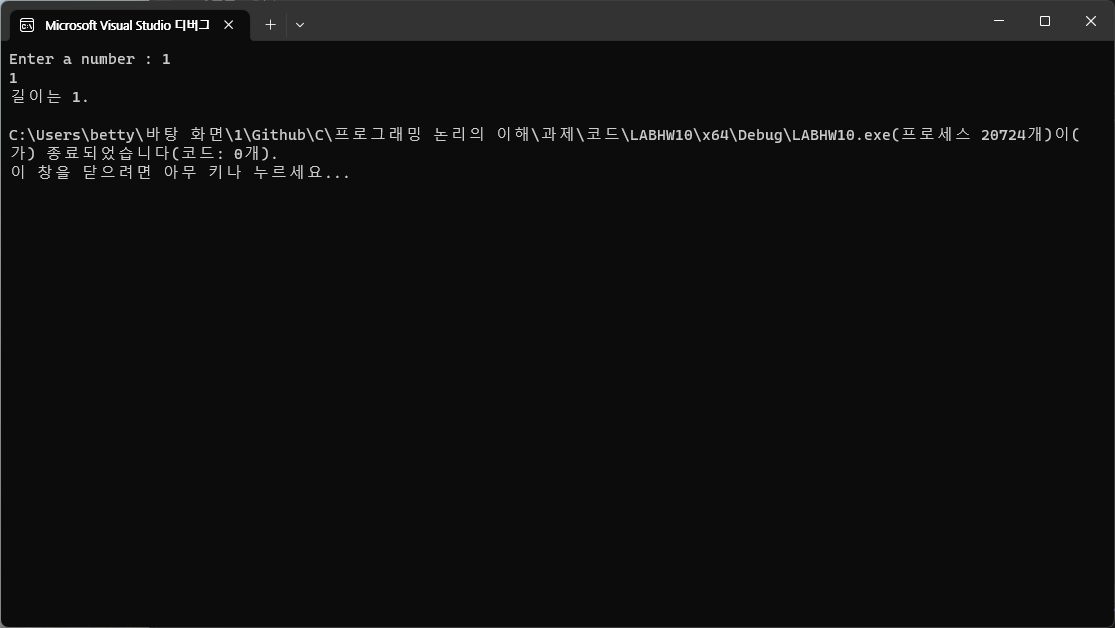 Microsoft Visual Studio 디버그
Enter a number : 1
1
길이는 1.
C:\Users\betty\바탕 화면\1\Github\C\프로그래밍 논리의 이해\과제\코드\LABHW10\x64\Debug\LABHW10.exe(프로세스 20724개)이(
가) 종료되었습니다(코드: 0개).
이 창을 닫으려면 아무 키나 누르세요...